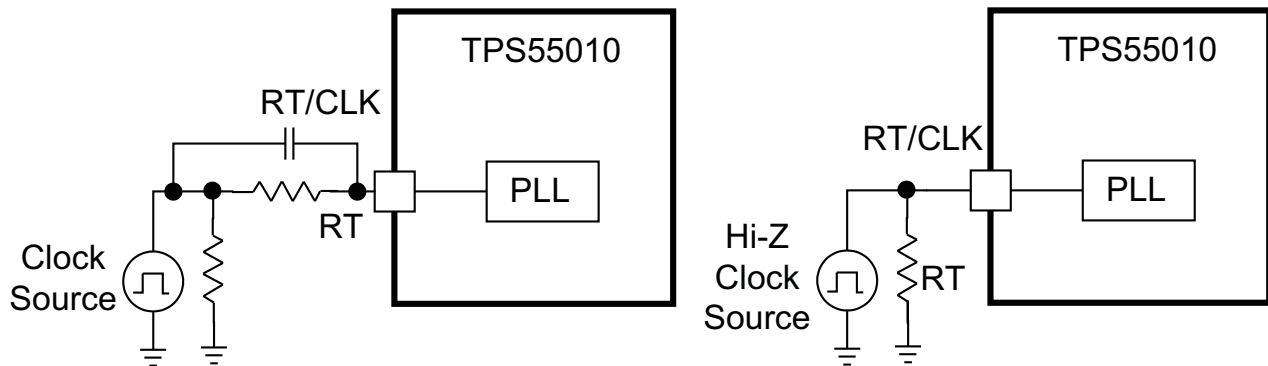 TPS55010
RT/CLK
PLL
RT
Clock
Source
TPS55010
RT/CLK
PLL
Hi-Z
Clock
Source
RT